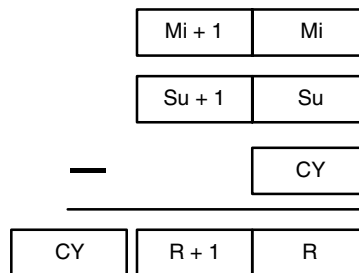 Mi + 1 Mi
Su + 1 Su
— CY
CY R + 1 R